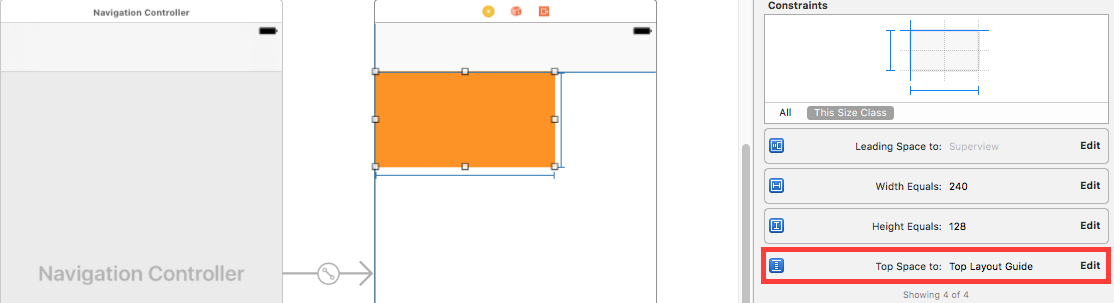 Navigation Controller
Navigation Controller
Constraints
All
This Size Class
Leading Space to: Superview Edit
Width Equals: 240 Edit
Height Equals: 128 Edit
Top Space to: Top Layout Guide Edit
Showing 4 of 4